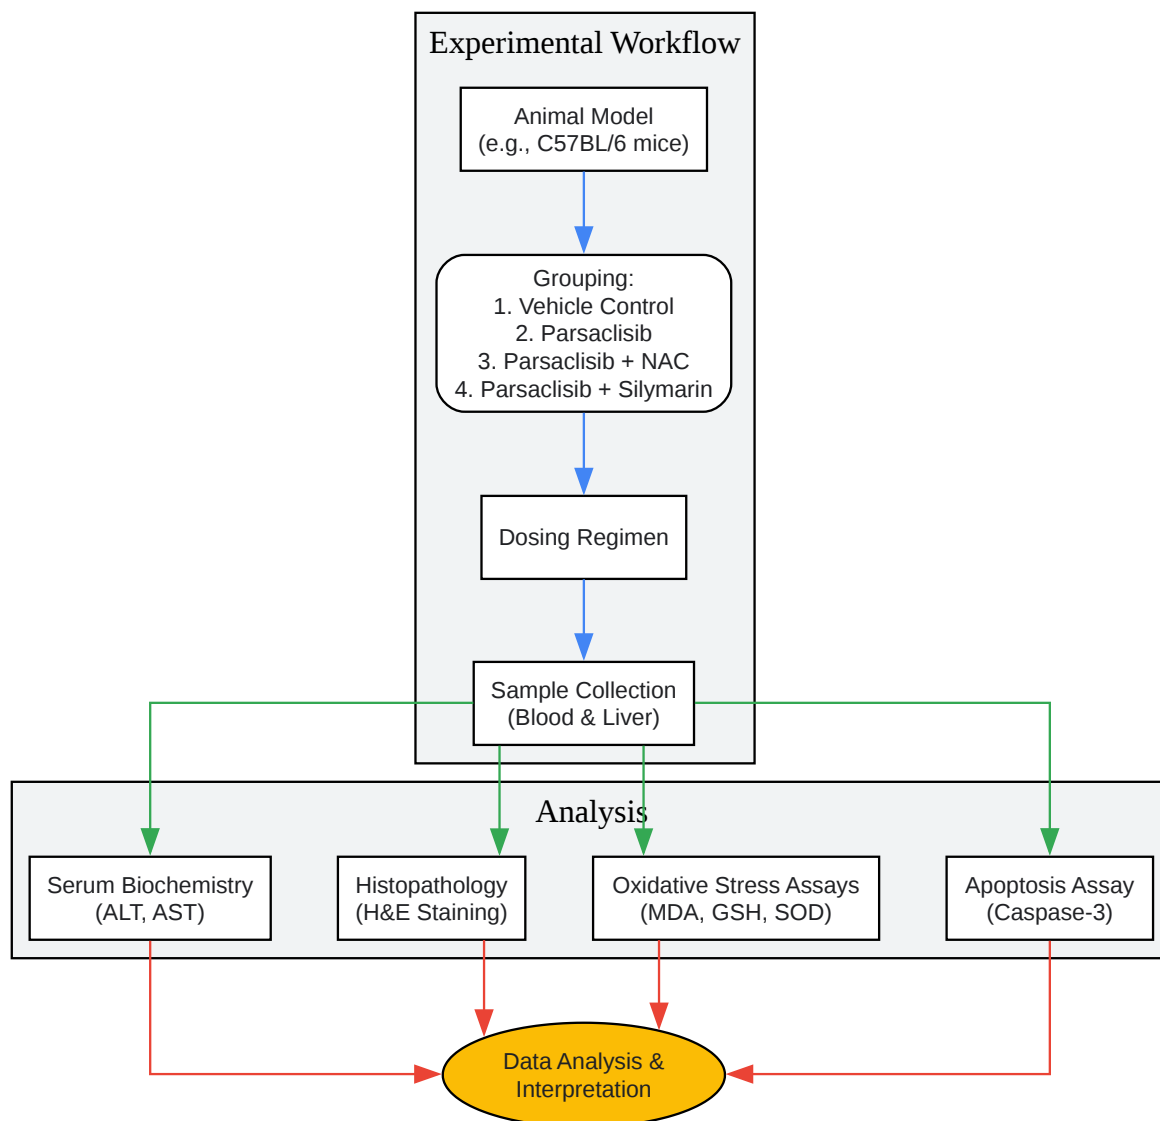 Experimental Workflow
Animal Model
(e.g., C57BL/6 mice)
Grouping:
1. Vehicle Control
2. Parsaclisib
3. Parsaclisib + NAC
4. Parsaclisib + Silymarin
Dosing Regimen
Sample Collection
(Blood & Liver)
Analysis
Serum Biochemistry
(ALT, AST)
Histopathology
(H&E Staining)
Oxidative Stress Assays
(MDA, GSH, SOD)
Apoptosis Assay
(Caspase-3)
Data Analysis &
Interpretation